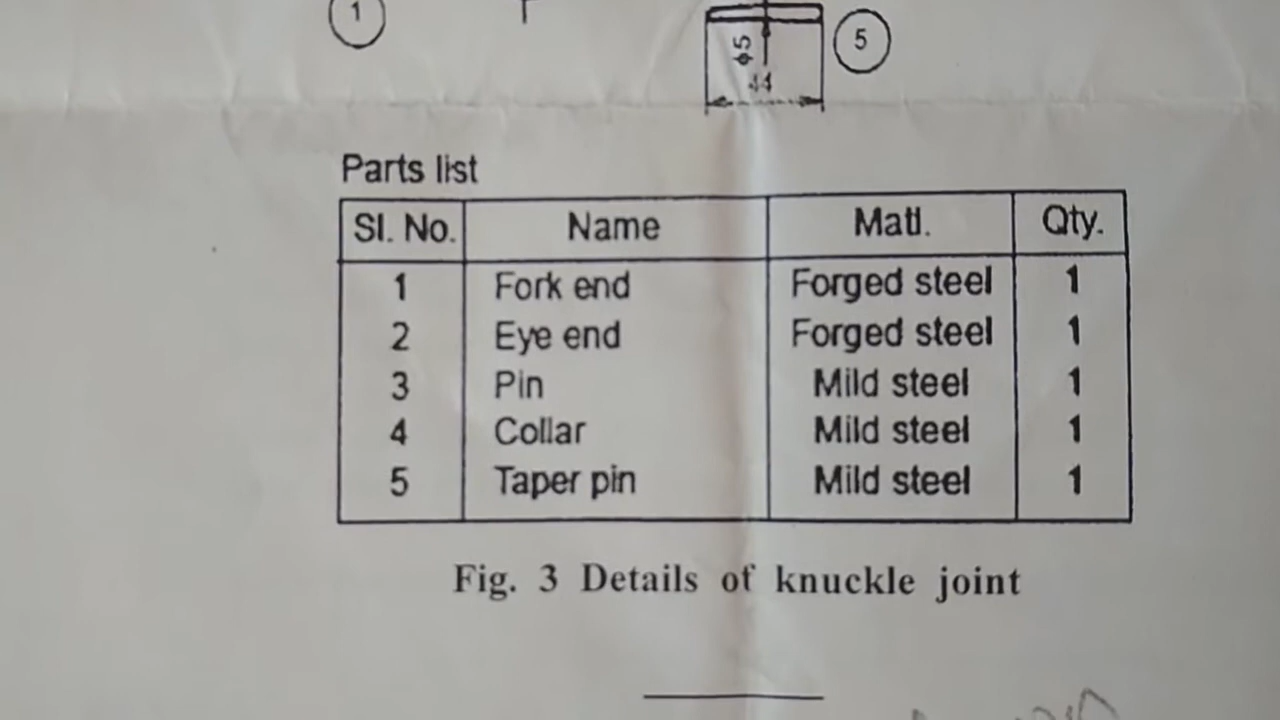 1
5
ϕ5
44
Parts list
Sl. No. Name Matl. Qty.
1 Fork end Forged steel 1
2 Eye end Forged steel 1
3 Pin Mild steel 1
4 Collar Mild steel 1
5 Taper pin Mild steel 1
Fig. 3 Details of knuckle joint